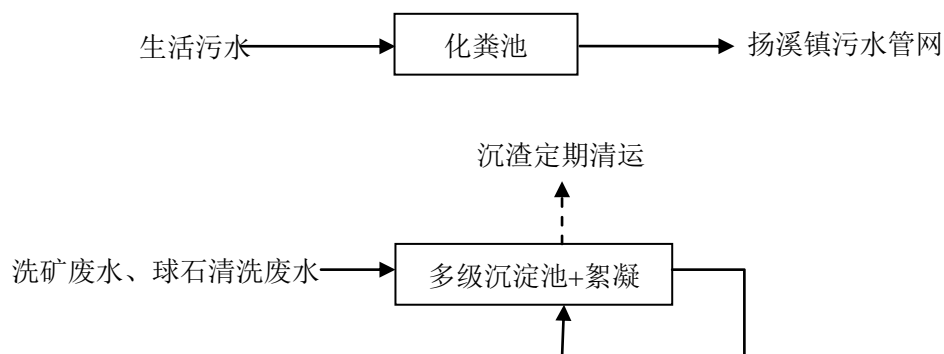 生活污水
化粪池
扬溪镇污水管网
沉渣定期清运
洗矿废水、球石清洗废水
多级沉淀池+絮凝